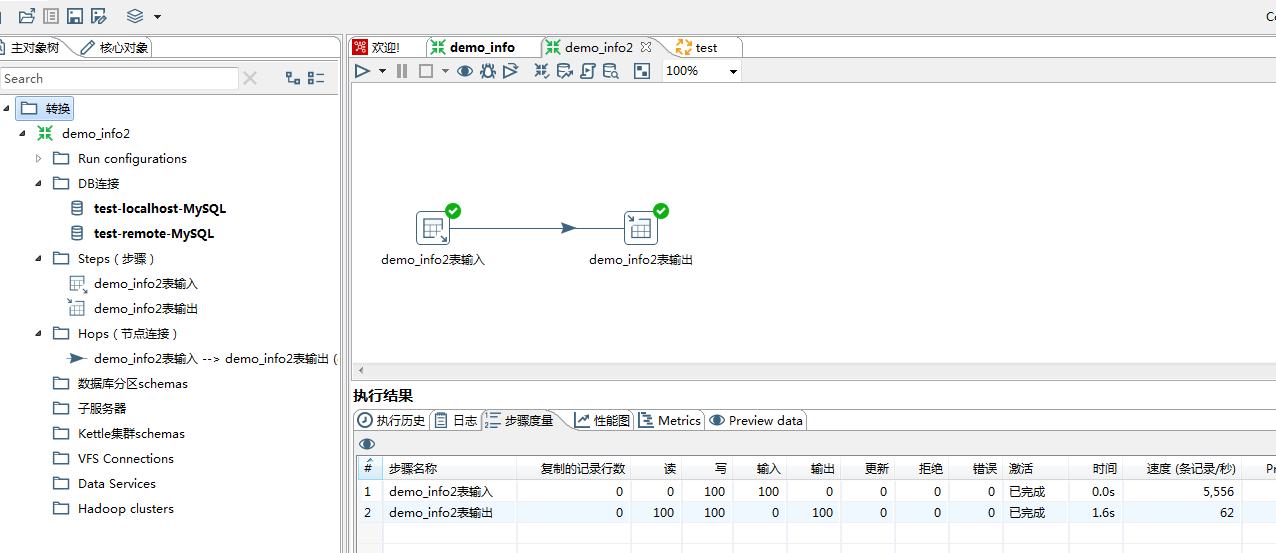 Co
主对象树 核心对象
Search
转换
demo_info2
Run configurations
DB连接
test-localhost-MySQL
test-remote-MySQL
Steps（步骤）
demo_info2表输入
demo_info2表输出
Hops（节点连接）
demo_info2表输入 --> demo_info2表输出 (
数据库分区schemas
子服务器
Kettle集群schemas
VFS Connections
Data Services
Hadoop clusters
欢迎! demo_info demo_info2 test
100%
demo_info2表输入 demo_info2表输出
执行结果
执行历史 日志 步骤度量 性能图 Metrics Preview data
# 步骤名称 复制的记录行数 读 写 输入 输出 更新 拒绝 错误 激活 时间 速度 (条记录/秒) Pr
1 demo_info2表输入 0 0 100 100 0 0 0 0 已完成 0.0s 5,556
2 demo_info2表输出 0 100 100 0 100 0 0 0 已完成 1.6s 62